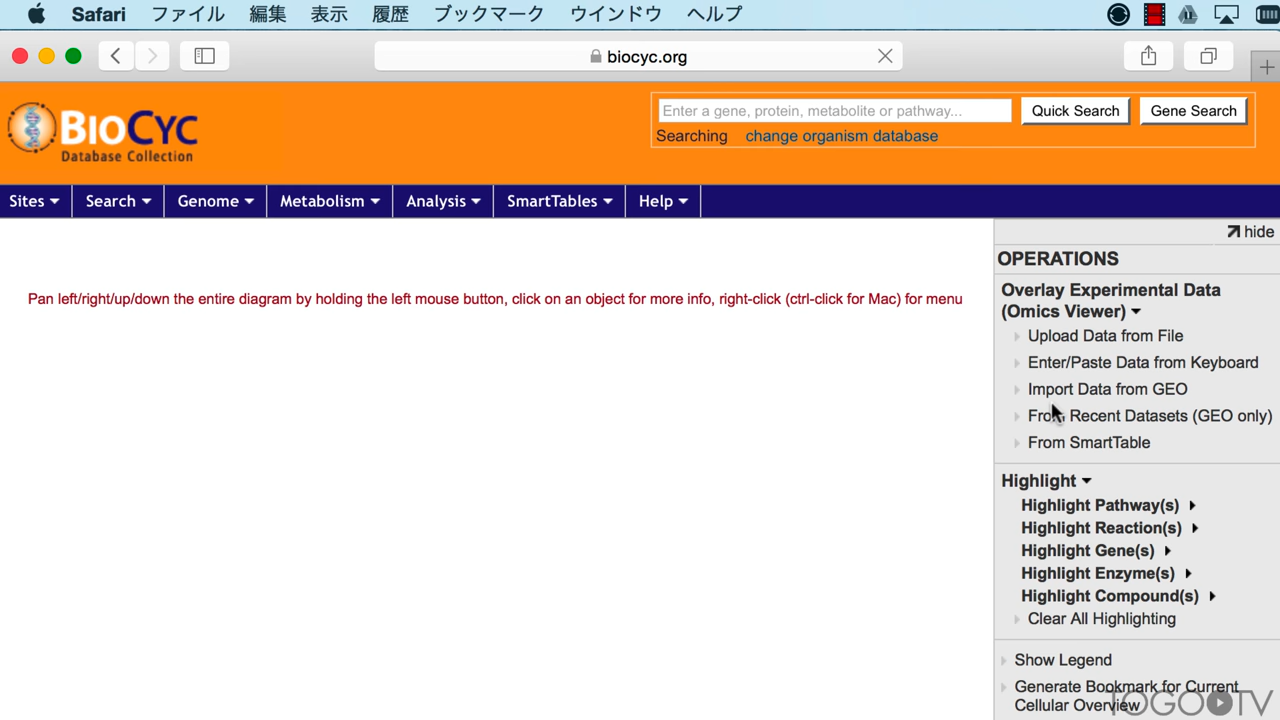 Safari ファイル 編集 表示 履歴 ブックマーク ウインドウ ヘルプ
biocyc.org
BIOCYC
Database Collection
Enter a gene, protein, metabolite or pathway...
Quick Search
Gene Search
Searching change organism database
Sites Search Genome Metabolism Analysis SmartTables Help
hide
OPERATIONS
Pan left/right/up/down the entire diagram by holding the left mouse button, click on an object for more info, right-click (ctrl-click for Mac) for menu
Overlay Experimental Data
(Omics Viewer)
Upload Data from File
Enter/Paste Data from Keyboard
Import Data from GEO
From Recent Datasets (GEO only)
From SmartTable
Highlight
Highlight Pathway(s)
Highlight Reaction(s)
Highlight Gene(s)
Highlight Enzyme(s)
Highlight Compound(s)
Clear All Highlighting
Show Legend
Generate Bookmark for Current
Cellular Overview
TOGOTV